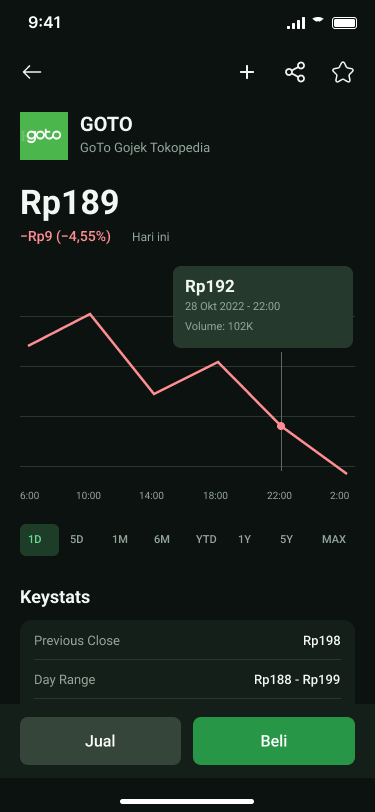 9:41
goto
GOTO
GoTo Gojek Tokopedia
Rp189
−Rp9 (−4,55%) Hari ini
Rp192
28 Okt 2022 - 22:00
Volume: 102K
6:00 10:00 14:00 18:00 22:00 2:00
1D 5D 1M 6M YTD 1Y 5Y MAX
Keystats
Previous Close Rp198
Day Range Rp188 - Rp199
Jual Beli